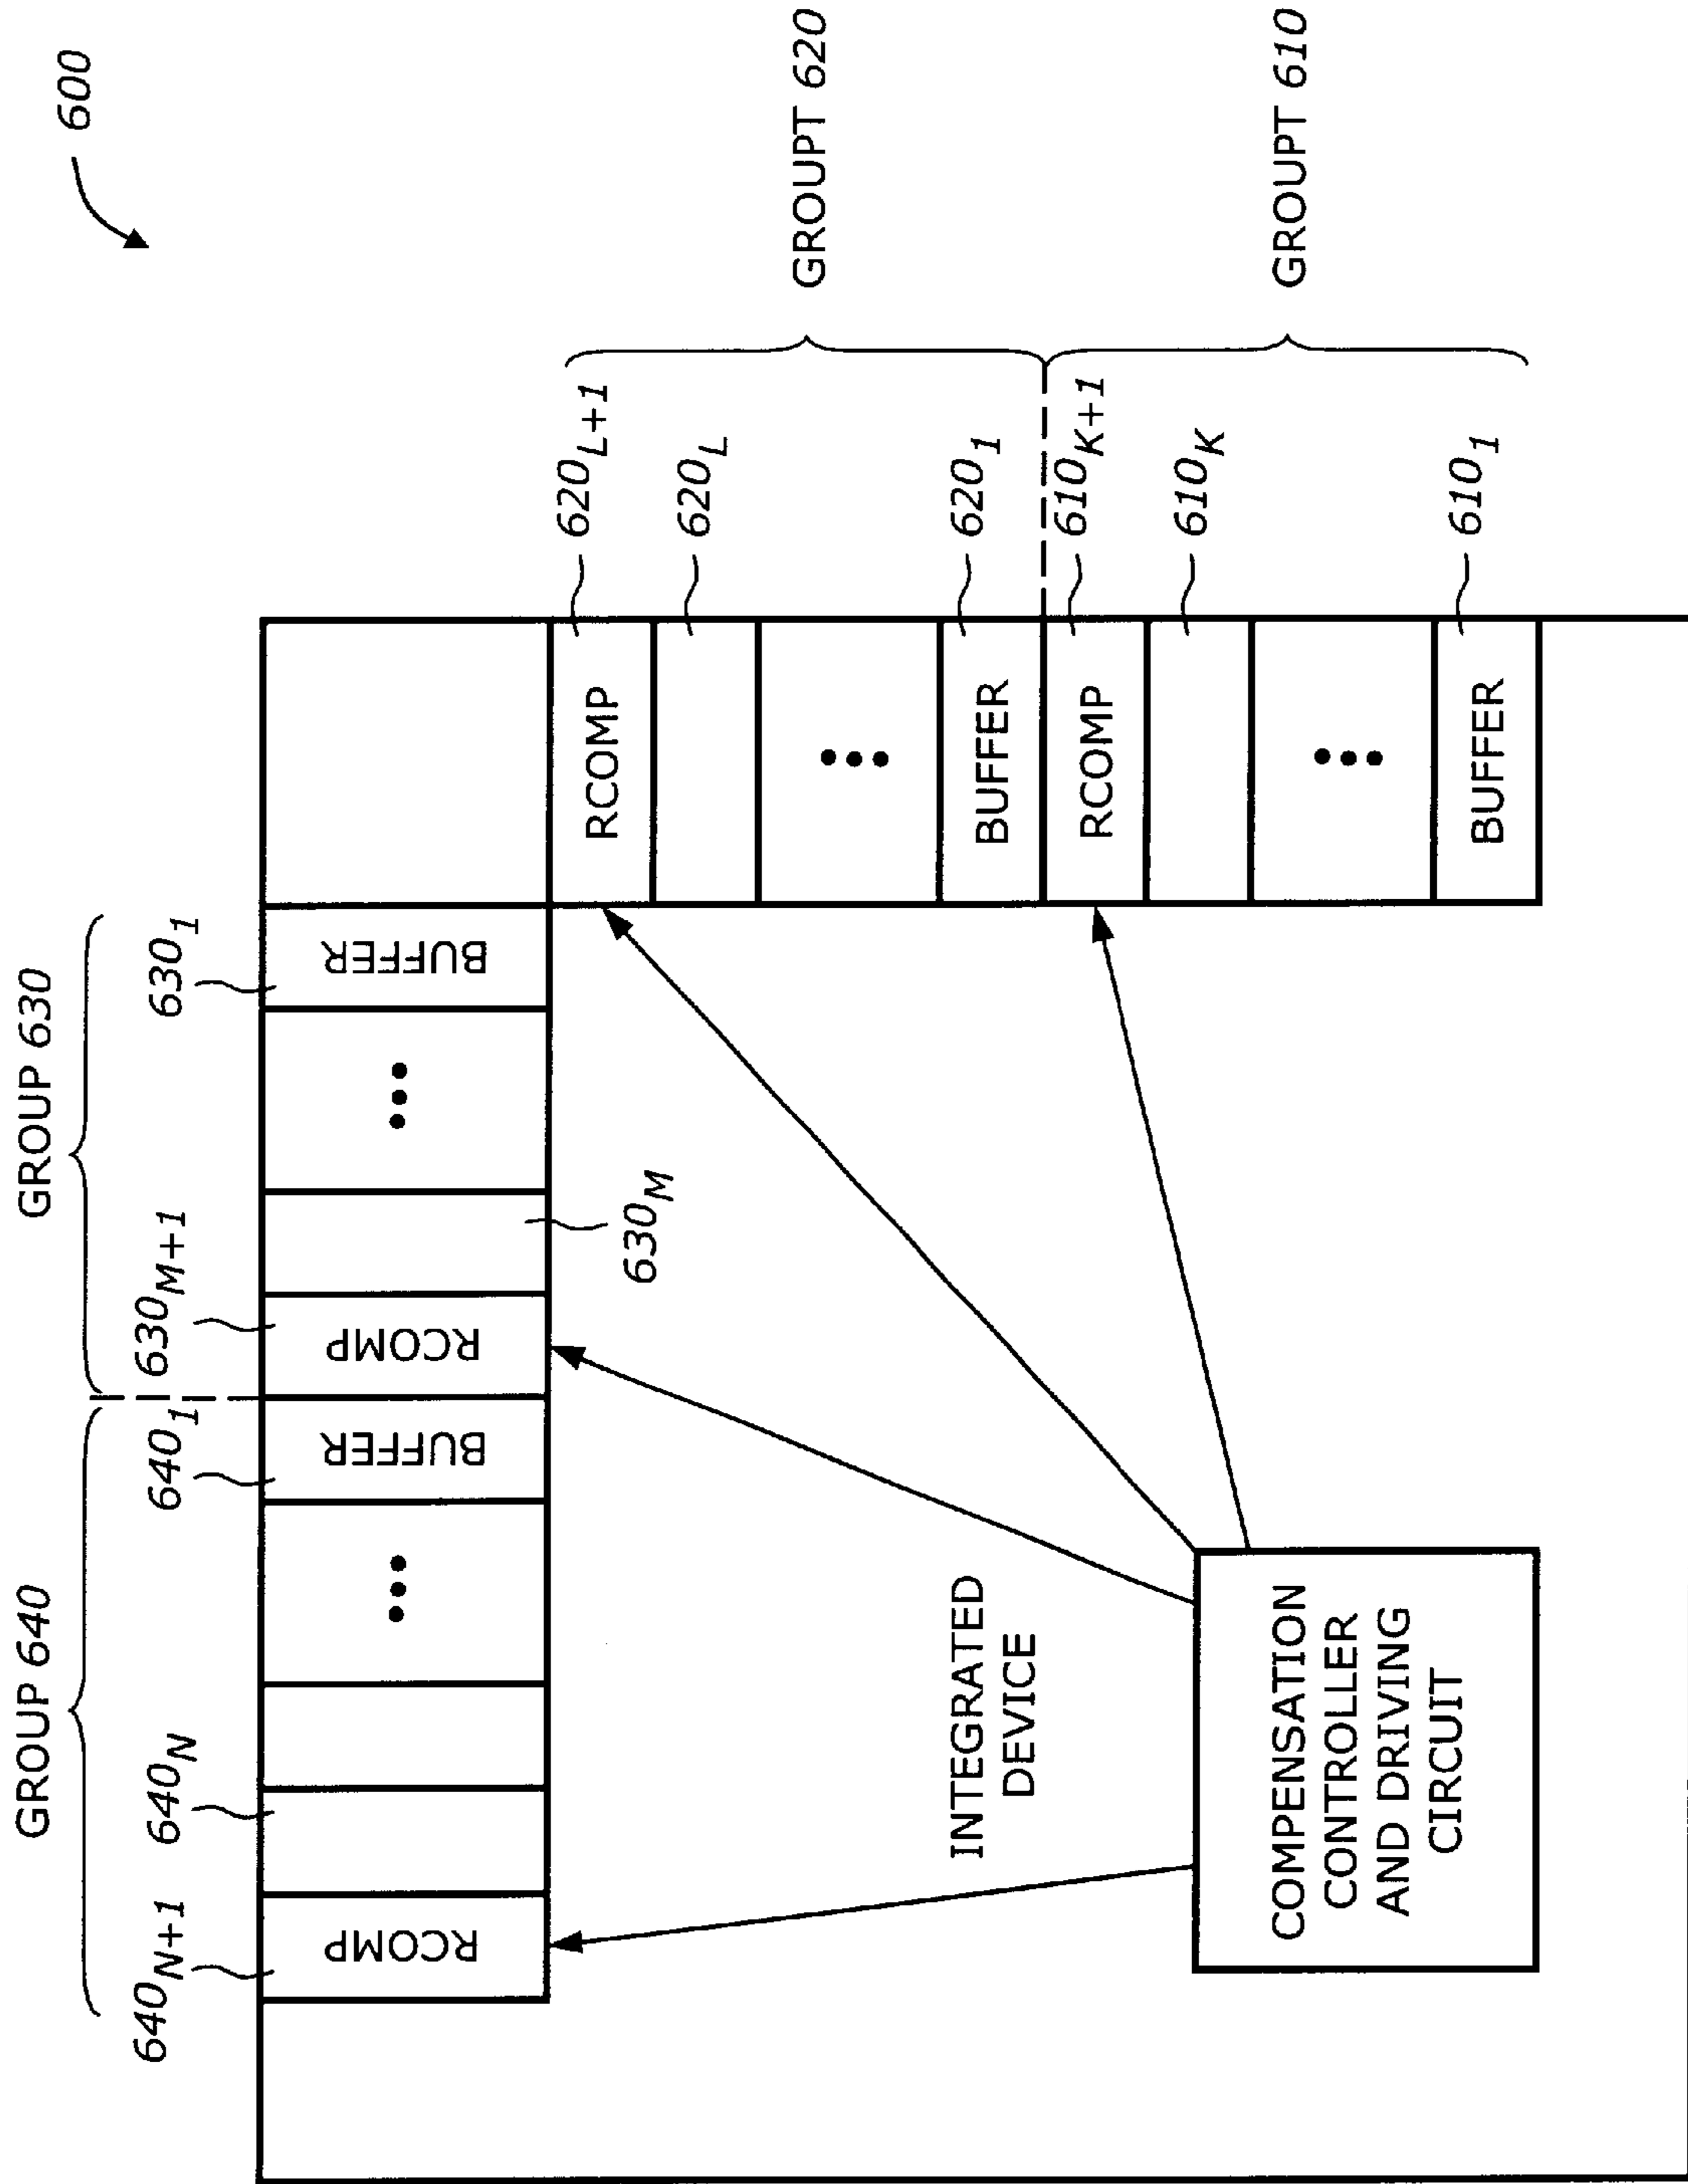 600
GROUP 640
GROUP 630
640N+1
640N
6401
630M+1
6301
RCOMP
BUFFER
RCOMP
BUFFER
630M
RCOMP
620L+1
620L
BUFFER
6201
GROUPT 620
RCOMP
610K+1
610K
BUFFER
6101
GROUPT 610
INTEGRATED
DEVICE
COMPENSATION
CONTROLLER
AND DRIVING
CIRCUIT